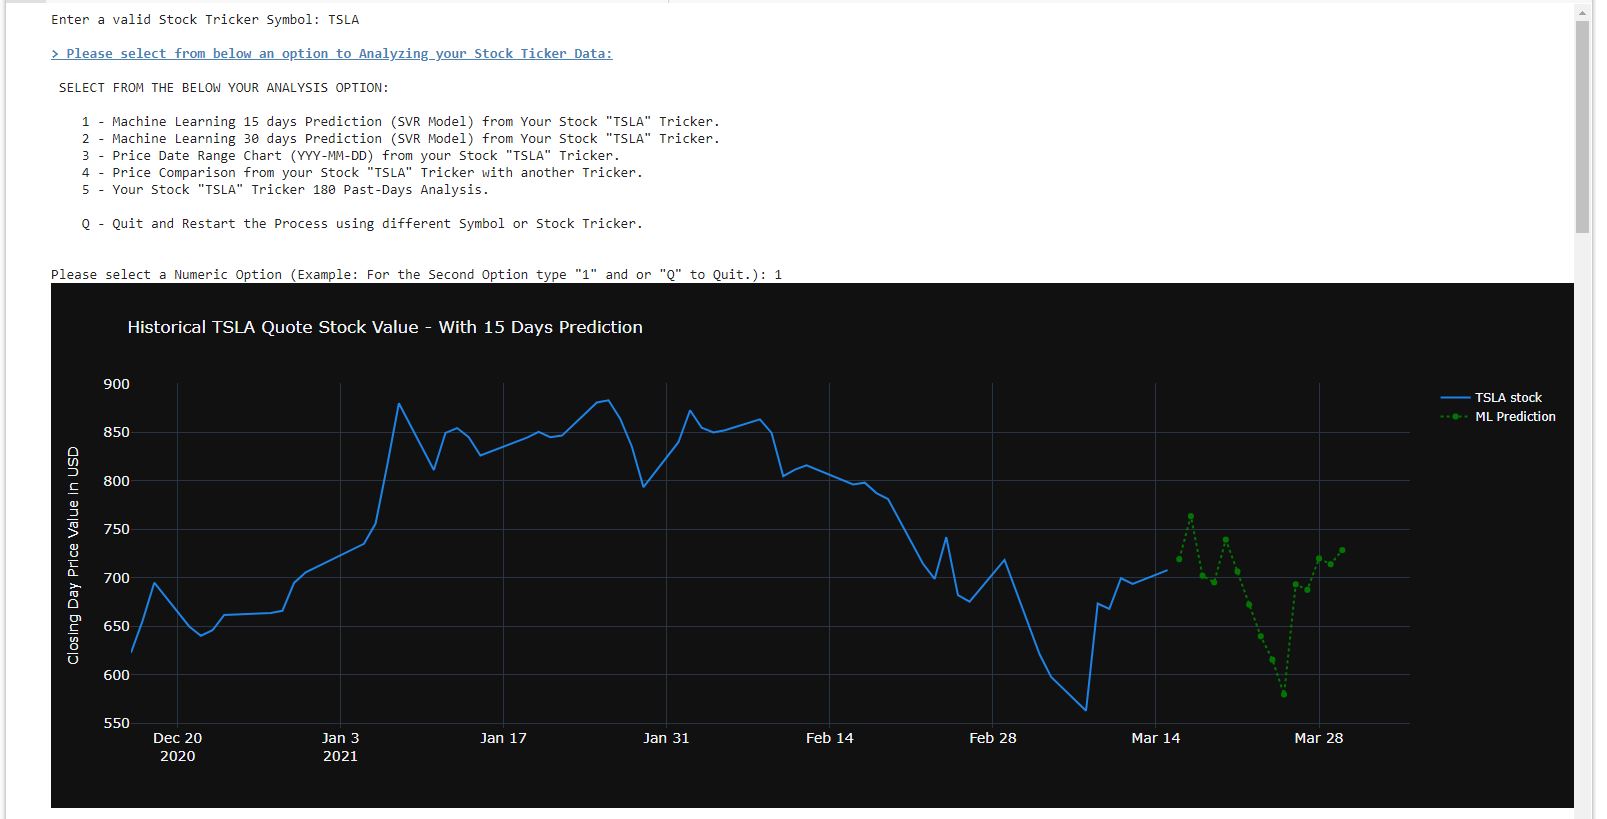 Enter a valid Stock Tricker Symbol: TSLA
> Please select from below an option to Analyzing your Stock Ticker Data:
SELECT FROM THE BELOW YOUR ANALYSIS OPTION:
1 - Machine Learning 15 days Prediction (SVR Model) from Your Stock "TSLA" Tricker.
2 - Machine Learning 30 days Prediction (SVR Model) from Your Stock "TSLA" Tricker.
3 - Price Date Range Chart (YYY-MM-DD) from your Stock "TSLA" Tricker.
4 - Price Comparison from your Stock "TSLA" Tricker with another Tricker.
5 - Your Stock "TSLA" Tricker 180 Past-Days Analysis.
Q - Quit and Restart the Process using different Symbol or Stock Tricker.
Please select a Numeric Option (Example: For the Second Option type "1" and or "Q" to Quit.): 1
Historical TSLA Quote Stock Value - With 15 Days Prediction
Closing Day Price Value in USD
900
850
800
750
700
650
600
550
Dec 20 Jan 3 Jan 17 Jan 31 Feb 14 Feb 28 Mar 14 Mar 28
2020 2021
TSLA stock
ML Prediction